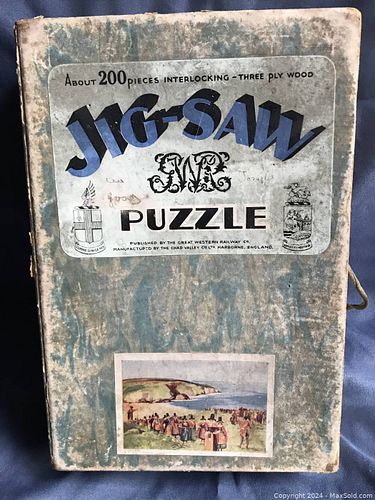 ABOUT 200 PIECES INTERLOCKING - THREE PLY WOOD
JIG-SAW
GWR
PUZZLE
PUBLISHED BY THE GREAT WESTERN RAILWAY CO.
MANUFACTURED BY THE CHAD VALLEY CO LTD. HARBORNE, ENGLAND.
Copyright 2024 - MaxSold.com